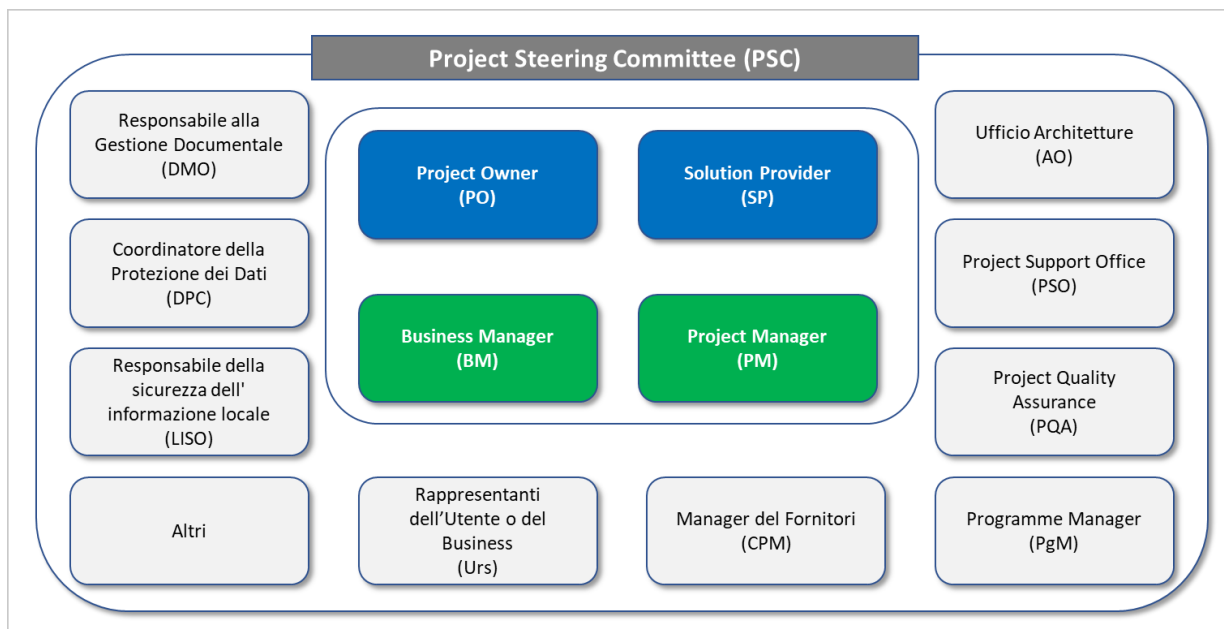 Project Steering Committee (PSC)
Responsabile alla
Gestione Documentale
(DMO)
Project Owner
(PO)
Solution Provider
(SP)
Ufficio Architetture
(AO)
Coordinatore della
Protezione dei Dati
(DPC)
Project Support Office
(PSO)
Business Manager
(BM)
Project Manager
(PM)
Responsabile della
sicurezza dell'
informazione locale
(LISO)
Project Quality
Assurance
(PQA)
Altri
Rappresentanti
dell’Utente o del
Business
(Urs)
Manager del Fornitori
(CPM)
Programme Manager
(PgM)